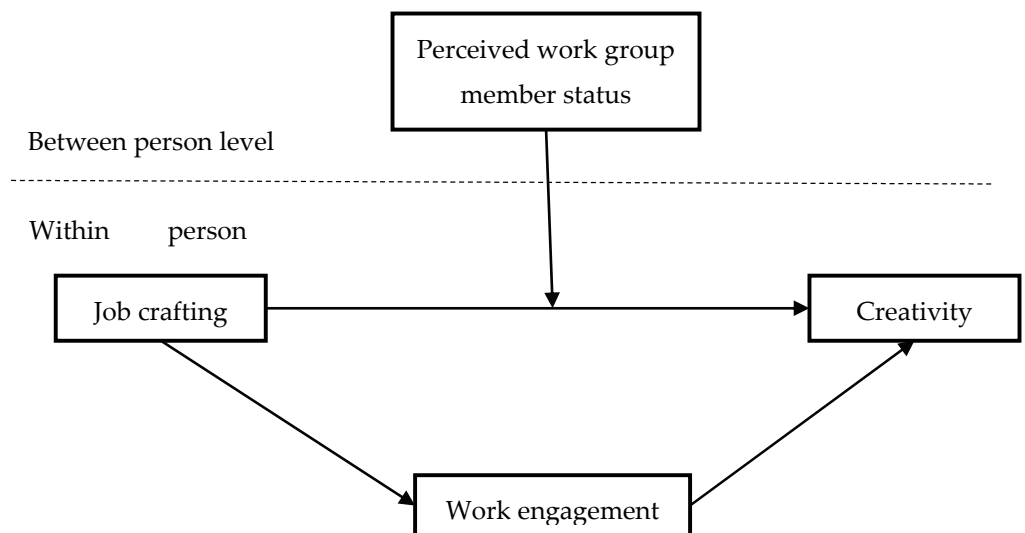 Perceived work group
member status
Between person level
Within person
Job crafting
Creativity
Work engagement